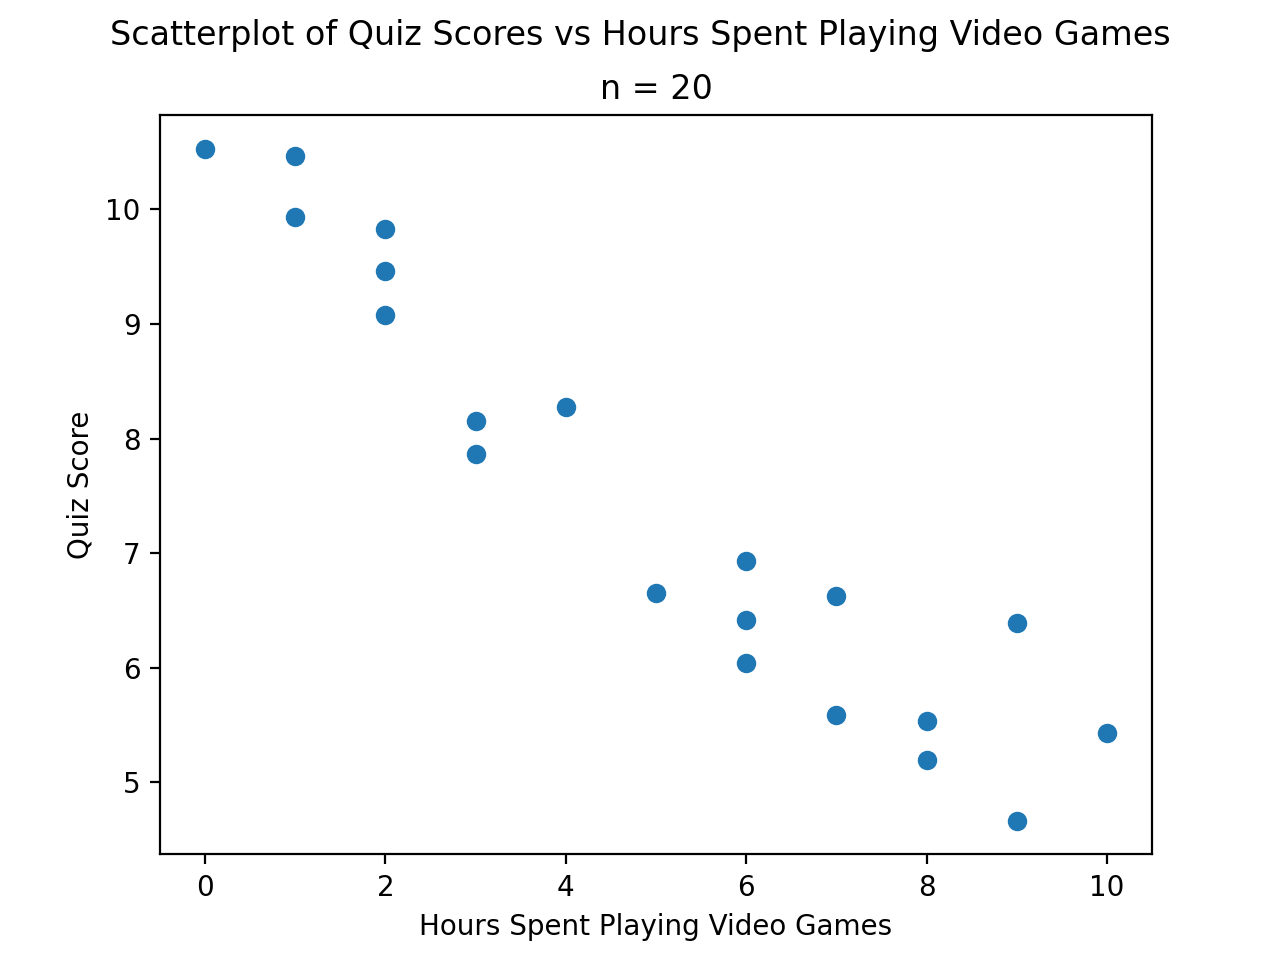 Scatterplot of Quiz Scores vs Hours Spent Playing Video Games
n = 20
10
9
8
7
6
5
Quiz Score
0 2 4 6 8 10
Hours Spent Playing Video Games